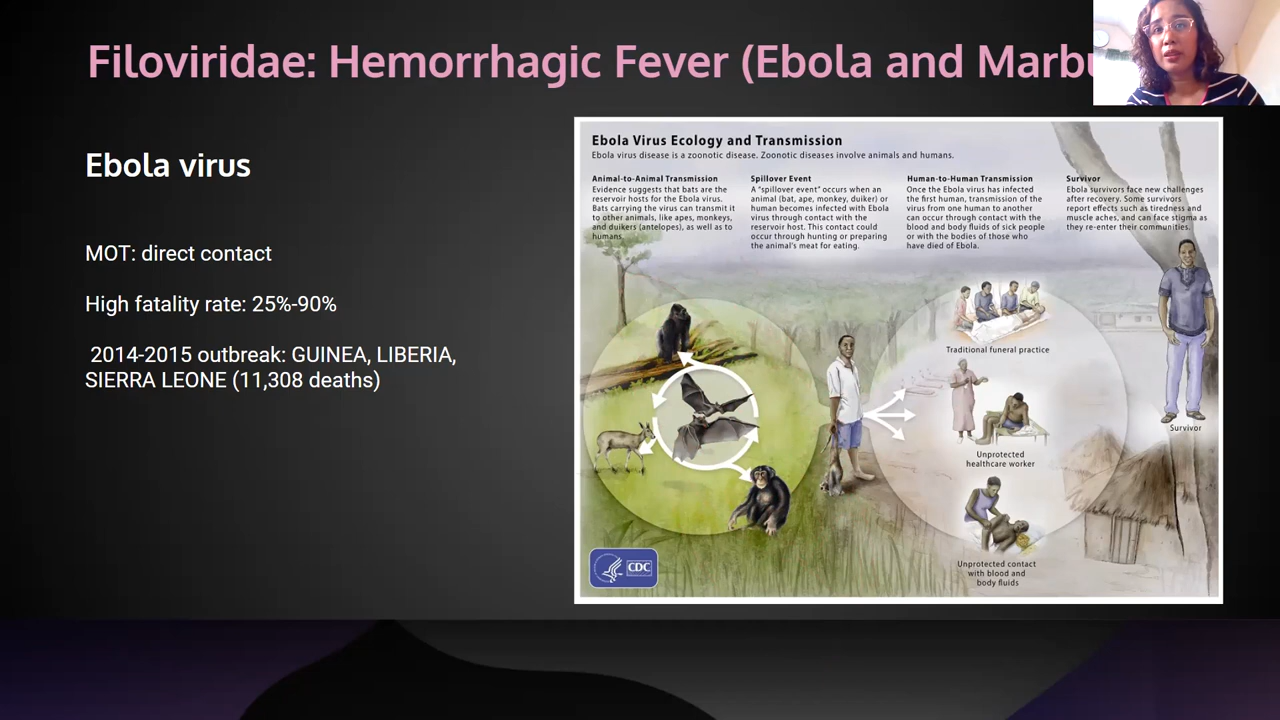 Filoviridae: Hemorrhagic Fever (Ebola and Marbu
Ebola virus
MOT: direct contact
High fatality rate: 25%-90%
2014-2015 outbreak: GUINEA, LIBERIA,
SIERRA LEONE (11,308 deaths)
Ebola Virus Ecology and Transmission
Ebola virus disease is a zoonotic disease. Zoonotic diseases involve animals and humans.
Animal-to-Animal Transmission
Evidence suggests that bats are the
reservoir hosts for the Ebola virus.
Bats carrying the virus can transmit it
to other animals, like apes, monkeys,
and duikers (antelopes), as well as to
humans.
Spillover Event
A "spillover event" occurs when an
animal (bat, ape, monkey, duiker) or
human becomes infected with Ebola
virus through contact with the
reservoir host. This contact could
occur through hunting or preparing
the animal's meat for eating.
Human-to-Human Transmission
Once the Ebola virus has infected
the first human, transmission of the
virus from one human to another
can occur through contact with the
blood and body fluids of sick people
or with the bodies of those who
have died of Ebola.
Survivor
Ebola survivors face new challenges
after recovery. Some survivors
report effects such as tiredness and
muscle aches, and can face stigma as
they re-enter their communities.
Traditional funeral practice
Unprotected
healthcare worker
Unprotected contact
with blood and
body fluids
Survivor
CDC